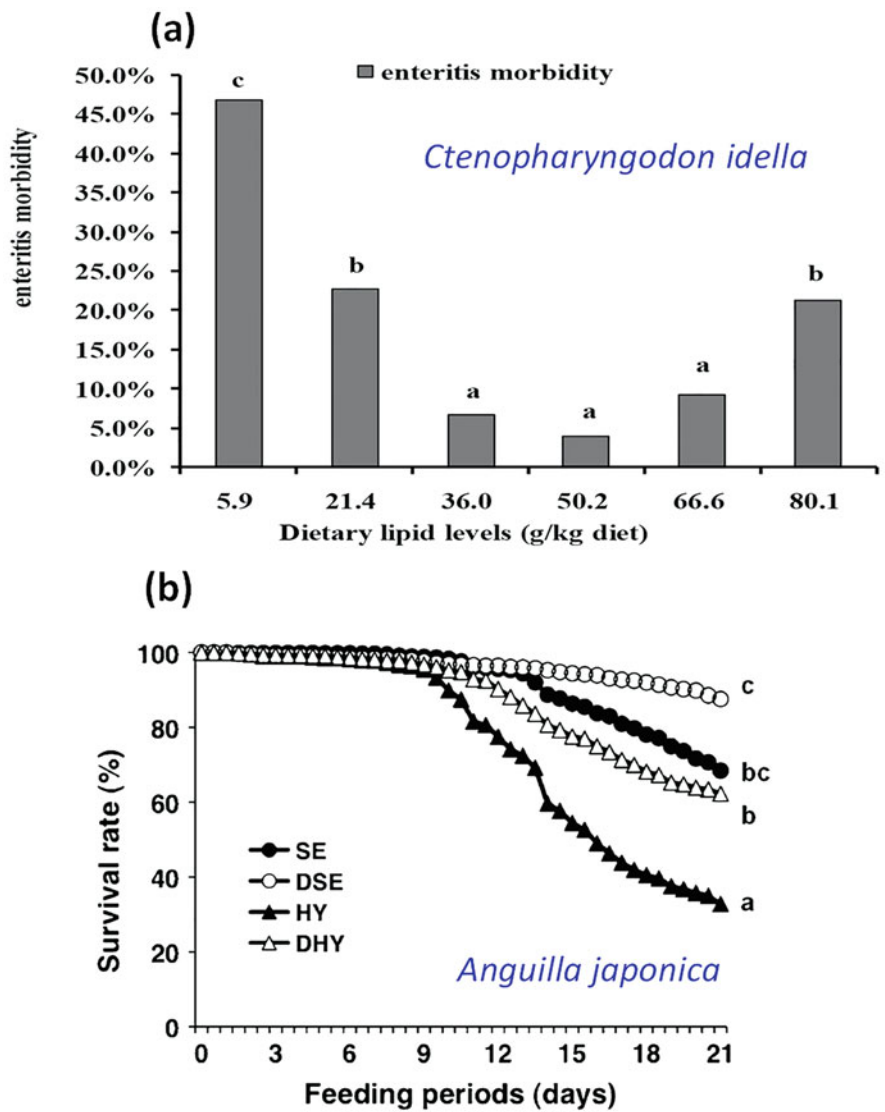 (a)
50.0%
45.0%
40.0%
35.0%
30.0%
25.0%
20.0%
15.0%
10.0%
5.0%
0.0%
enteritis morbidity
enteritis morbidity
Ctenopharyngodon idella
c
b
a
a
a
b
5.9 21.4 36.0 50.2 66.6 80.1
Dietary lipid levels (g/kg diet)
(b)
100
80
60
40
20
0
Survival rate (%)
c
bc
b
a
SE
DSE
HY
DHY
Anguilla japonica
0 3 6 9 12 15 18 21
Feeding periods (days)